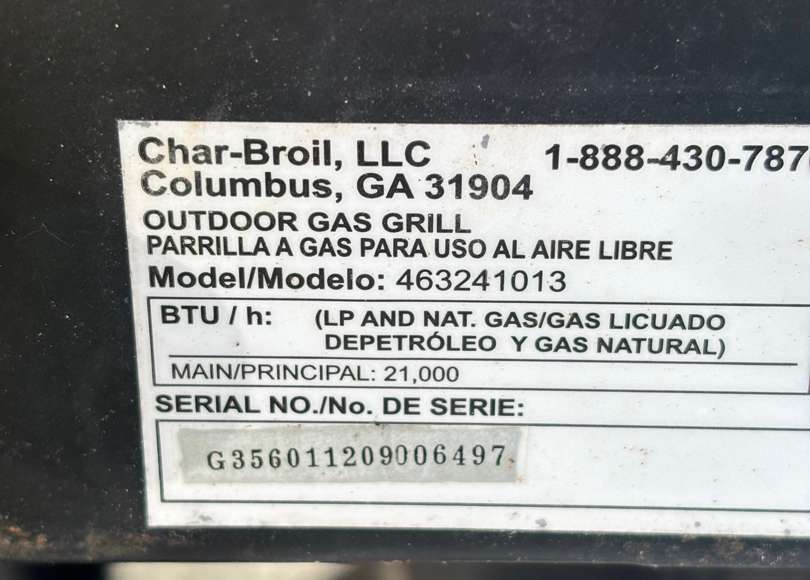 Char-Broil, LLC 1-888-430-787
Columbus, GA 31904
OUTDOOR GAS GRILL
PARRILLA A GAS PARA USO AL AIRE LIBRE
Model/Modelo: 463241013
BTU / h: (LP AND NAT. GAS/GAS LICUADO
DEPETRÓLEO Y GAS NATURAL)
MAIN/PRINCIPAL: 21,000
SERIAL NO./No. DE SERIE:
G356011209006497